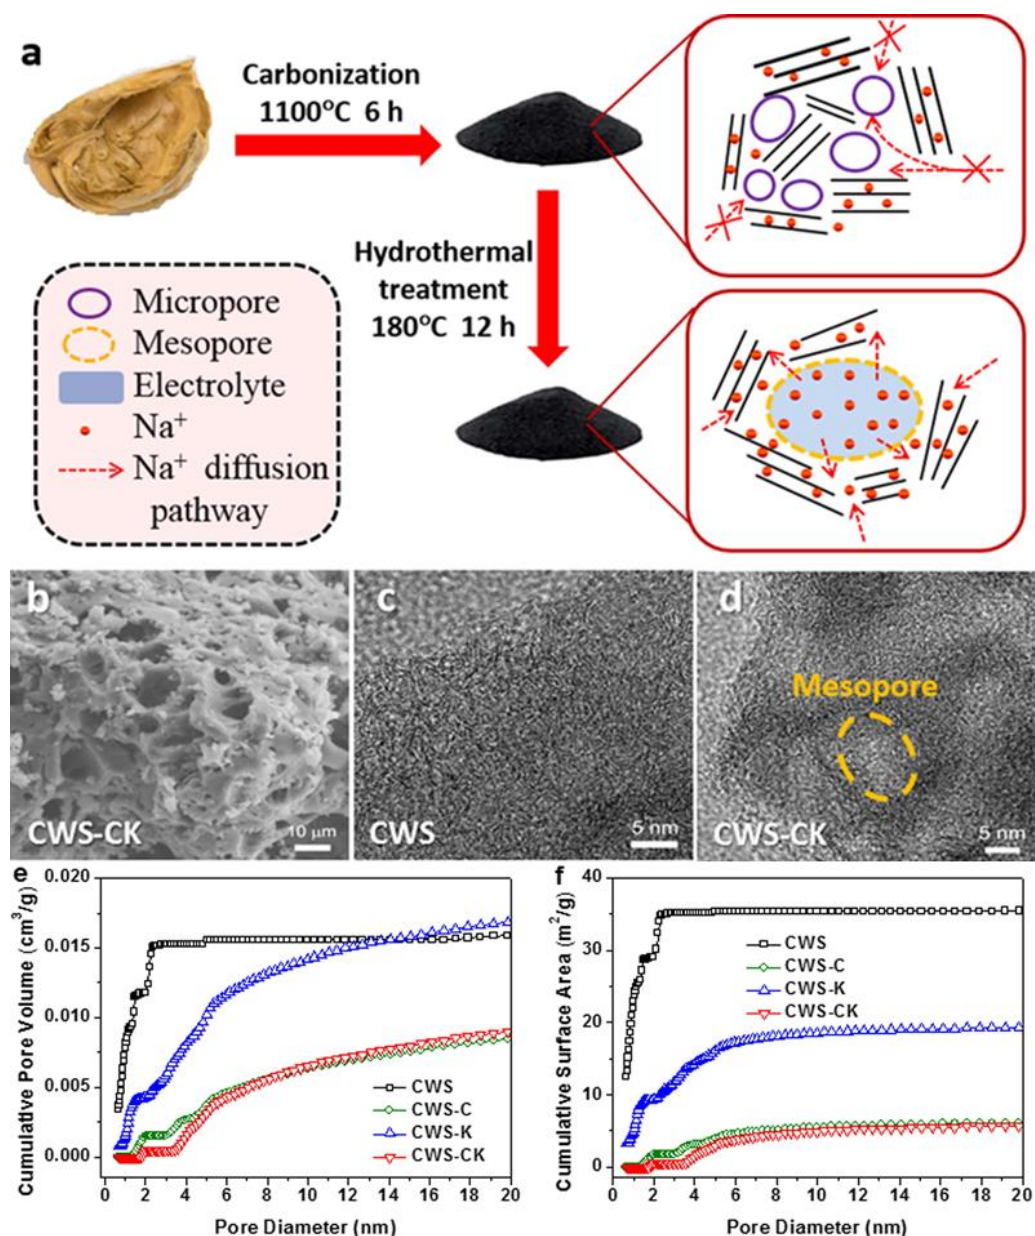 a
Carbonization
1100°C 6 h
Hydrothermal
treatment
180°C 12 h
Micropore
Mesopore
Electrolyte
Na⁺
Na⁺ diffusion
pathway
b
CWS-CK
10 μm
c
CWS
5 nm
d
Mesopore
CWS-CK
5 nm
e
Cumulative Pore Volume (cm³/g)
0.020
0.015
0.010
0.005
0.000
CWS
CWS-C
CWS-K
CWS-CK
0 2 4 6 8 10 12 14 16 18 20
Pore Diameter (nm)
f
Cumulative Surface Area (m²/g)
40
30
20
10
0
CWS
CWS-C
CWS-K
CWS-CK
0 2 4 6 8 10 12 14 16 18 20
Pore Diameter (nm)